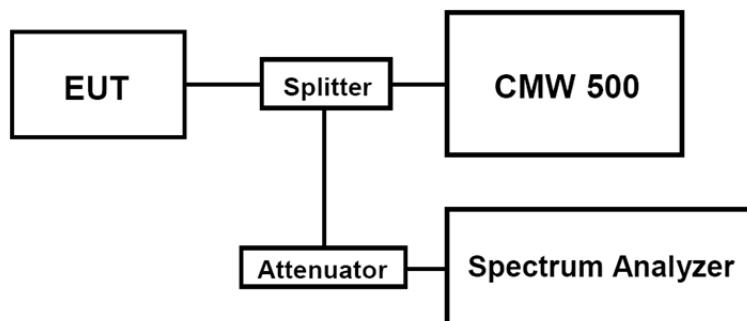 EUT
Splitter
CMW 500
Attenuator
Spectrum Analyzer